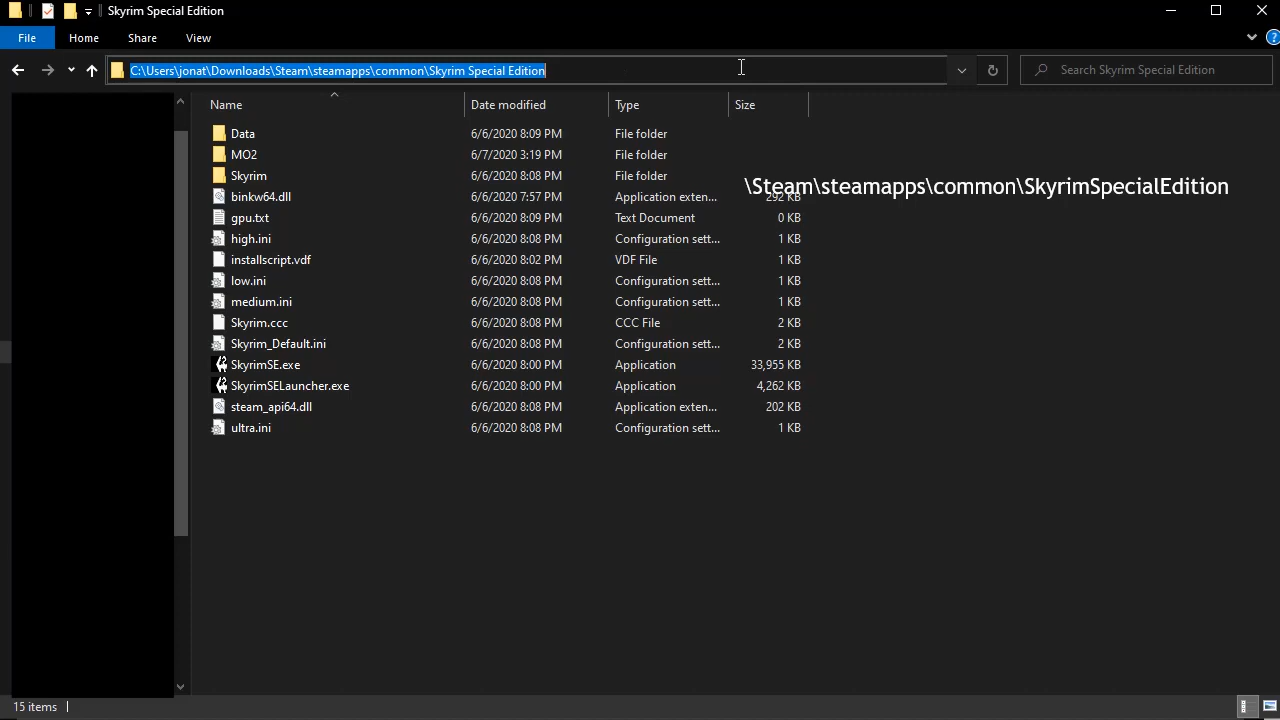 Skyrim Special Edition
File Home Share View
C:\Users\jonat\Downloads\Steam\steamapps\common\Skyrim Special Edition
Search Skyrim Special Edition
Name Date modified Type Size
Data 6/6/2020 8:09 PM File folder
MO2 6/7/2020 3:19 PM File folder
Skyrim 6/6/2020 8:08 PM File folder
\Steam\steamapps\common\SkyrimSpecialEdition
binkw64.dll 6/6/2020 7:57 PM Application exten... 292 KB
gpu.txt 6/6/2020 8:09 PM Text Document 0 KB
high.ini 6/6/2020 8:08 PM Configuration sett... 1 KB
installscript.vdf 6/6/2020 8:02 PM VDF File 1 KB
low.ini 6/6/2020 8:08 PM Configuration sett... 1 KB
medium.ini 6/6/2020 8:08 PM Configuration sett... 1 KB
Skyrim.ccc 6/6/2020 8:08 PM CCC File 2 KB
Skyrim_Default.ini 6/6/2020 8:08 PM Configuration sett... 2 KB
SkyrimSE.exe 6/6/2020 8:00 PM Application 33,955 KB
SkyrimSELauncher.exe 6/6/2020 8:00 PM Application 4,262 KB
steam_api64.dll 6/6/2020 8:08 PM Application exten... 202 KB
ultra.ini 6/6/2020 8:08 PM Configuration sett... 1 KB
15 items